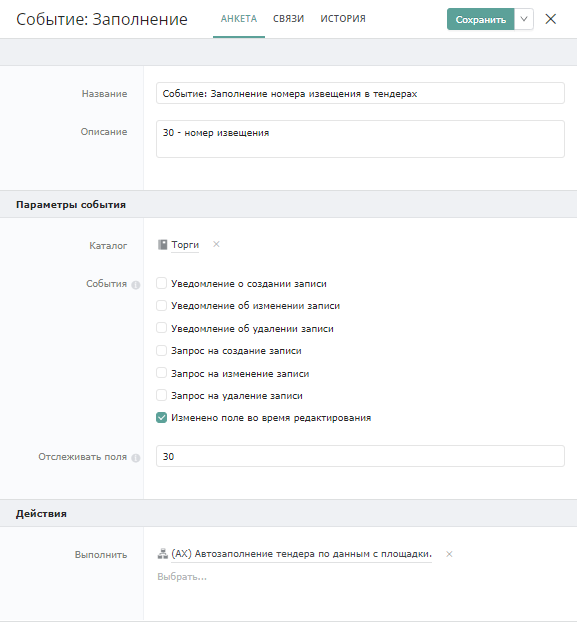 Событие: Заполнение
АНКЕТА
СВЯЗИ
ИСТОРИЯ
Сохранить
Название
Событие: Заполнение номера извещения в тендерах
Описание
30 - номер извещения
Параметры события
Каталог
Торги
События
Уведомление о создании записи
Уведомление об изменении записи
Уведомление об удалении записи
Запрос на создание записи
Запрос на изменение записи
Запрос на удаление записи
Изменено поле во время редактирования
Отслеживать поля
30
Действия
Выполнить
(АХ) Автозаполнение тендера по данным с площадки.
Выбрать...